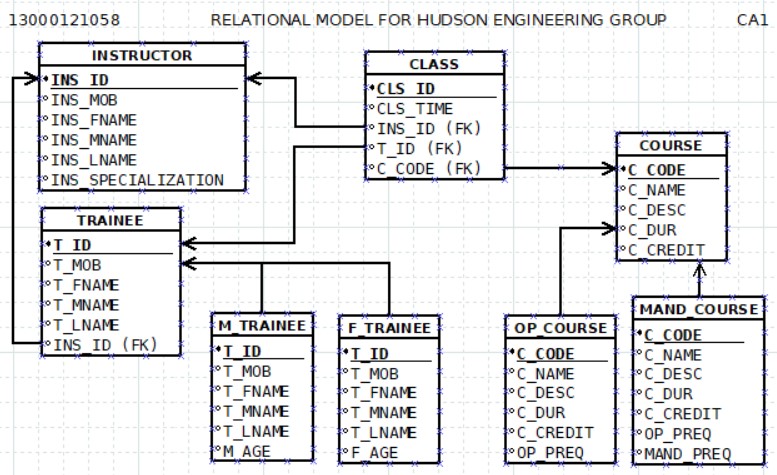 13000121058 RELATIONAL MODEL FOR HUDSON ENGINEERING GROUP CA1
INSTRUCTOR
INS_ID
INS_MOB
INS_FNAME
INS_MNAME
INS_LNAME
INS_SPECIALIZATION
CLASS
CLS_ID
CLS_TIME
INS_ID (FK)
T_ID (FK)
C_CODE (FK)
COURSE
C_CODE
C_NAME
C_DESC
C_DUR
C_CREDIT
TRAINEE
T_ID
T_MOB
T_FNAME
T_MNAME
T_LNAME
INS_ID (FK)
M_TRAINEE
T_ID
T_MOB
T_FNAME
T_MNAME
T_LNAME
M_AGE
F_TRAINEE
T_ID
T_MOB
T_FNAME
T_MNAME
T_LNAME
F_AGE
OP_COURSE
C_CODE
C_NAME
C_DESC
C_DUR
C_CREDIT
OP_PREQ
MAND_COURSE
C_CODE
C_NAME
C_DESC
C_DUR
C_CREDIT
OP_PREQ
MAND_PREQ